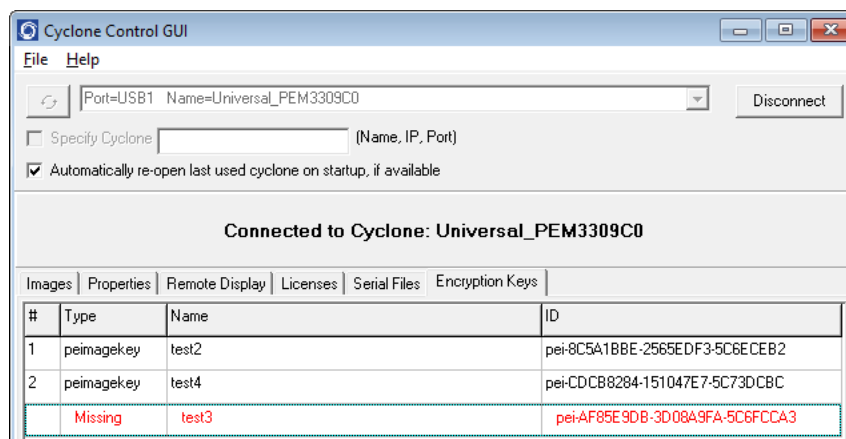 Cyclone Control GUI
File Help
Port=USB1 Name=Universal_PEM3309C0
Disconnect
Specify Cyclone (Name, IP, Port)
Automatically re-open last used cyclone on startup, if available
Connected to Cyclone: Universal_PEM3309C0
Images Properties Remote Display Licenses Serial Files Encryption Keys
# Type Name ID
1 peimagekey test2 pei-8C5A1BBE-2565EDF3-5C6ECEB2
2 peimagekey test4 pei-CDCB8284-151047E7-5C73DCBC
Missing test3 pei-AF85E9DB-3D08A9FA-5C6FCCA3